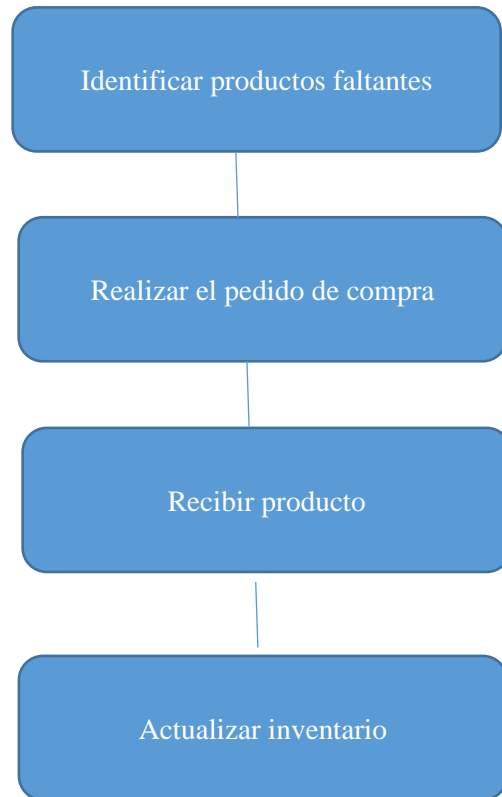 Identificar productos faltantes
Realizar el pedido de compra
Recibir producto
Actualizar inventario